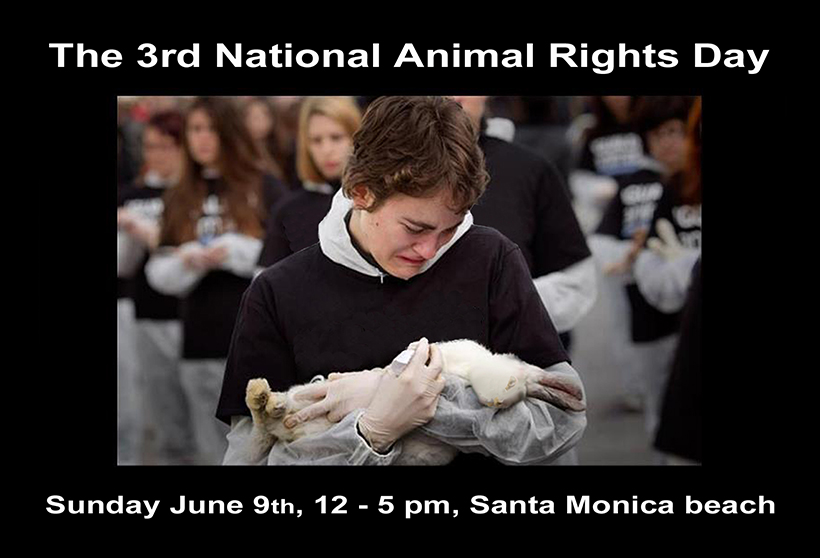 The 3rd National Animal Rights Day
Sunday June 9th, 12 - 5 pm, Santa Monica beach